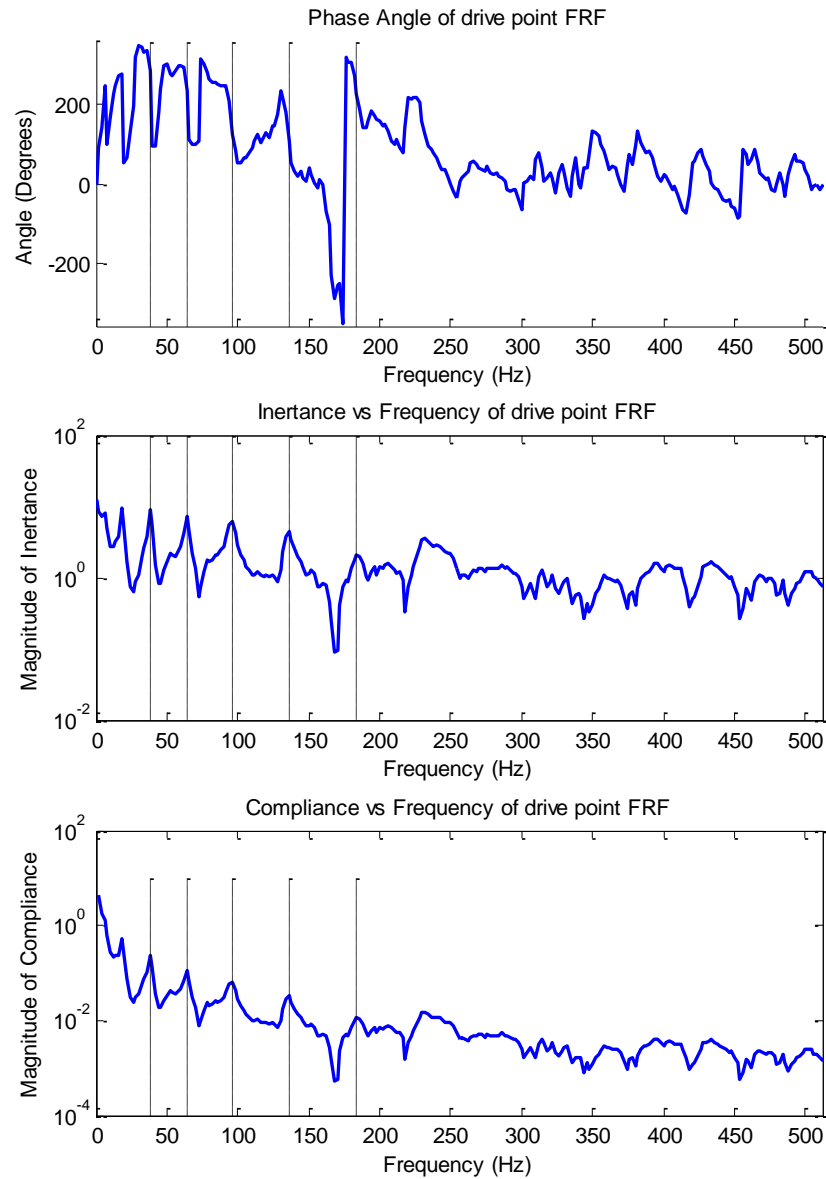 Phase Angle of drive point FRF
200
0
-200
Angle (Degrees)
0 50 100 150 200 250 300 350 400 450 500
Frequency (Hz)
Inertance vs Frequency of drive point FRF
10^2
10^0
10^-2
Magnitude of Inertance
0 50 100 150 200 250 300 350 400 450 500
Frequency (Hz)
Compliance vs Frequency of drive point FRF
10^2
10^0
10^-2
10^-4
Magnitude of Compliance
0 50 100 150 200 250 300 350 400 450 500
Frequency (Hz)